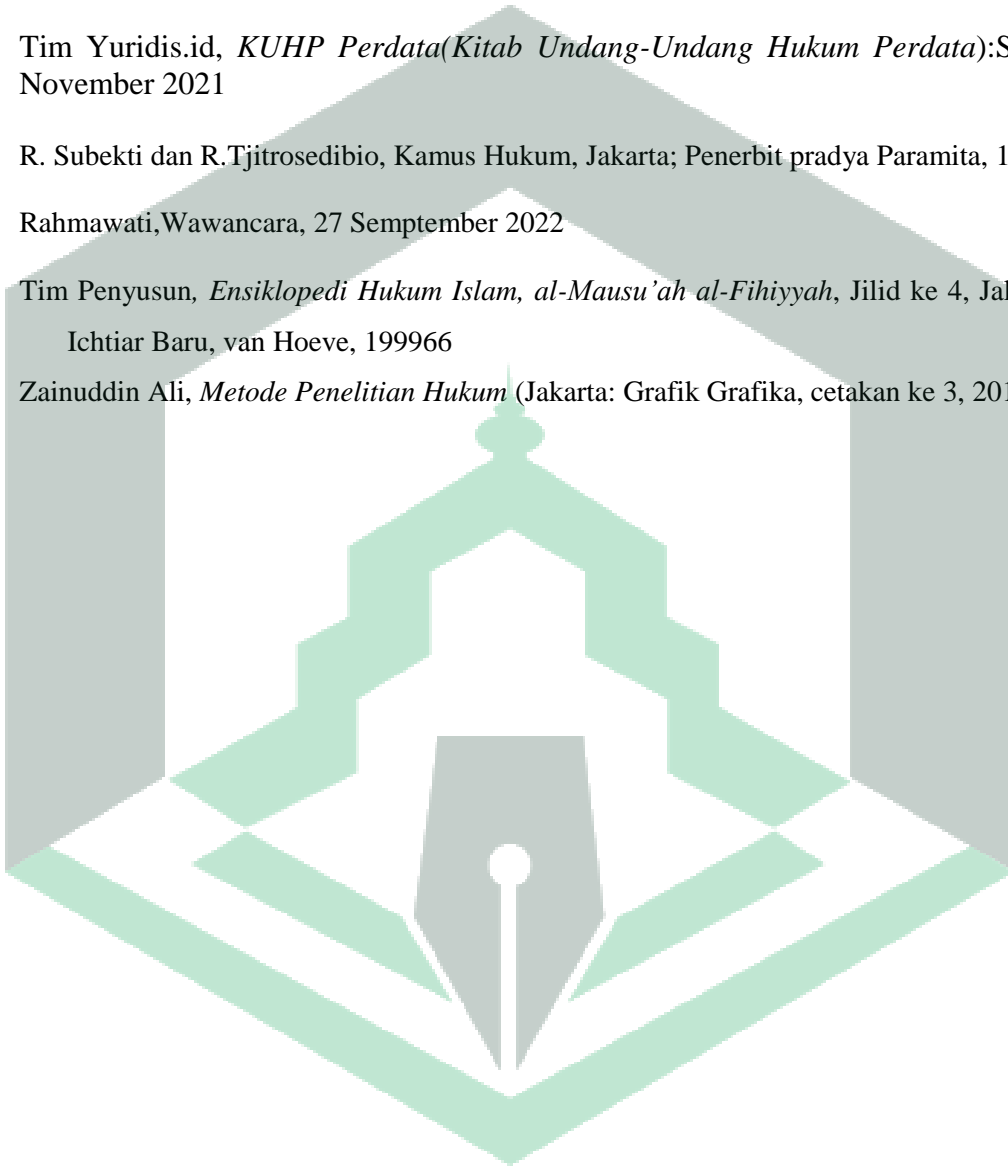 Tim Yuridis.id, KUHP Perdata(Kitab Undang-Undang Hukum Perdata):S
November 2021
R. Subekti dan R.Tjitrosedibio, Kamus Hukum, Jakarta; Penerbit pradya Paramita, 1
Rahmawati,Wawancara, 27 Semptember 2022
Tim Penyusun, Ensiklopedi Hukum Islam, al-Mausu’ah al-Fihiyyah, Jilid ke 4,
Ichtiar Baru, van Hoeve, 199966
Zainuddin Ali, Metode Penelitian Hukum (Jakarta: Grafik Grafika, cetakan ke 3,